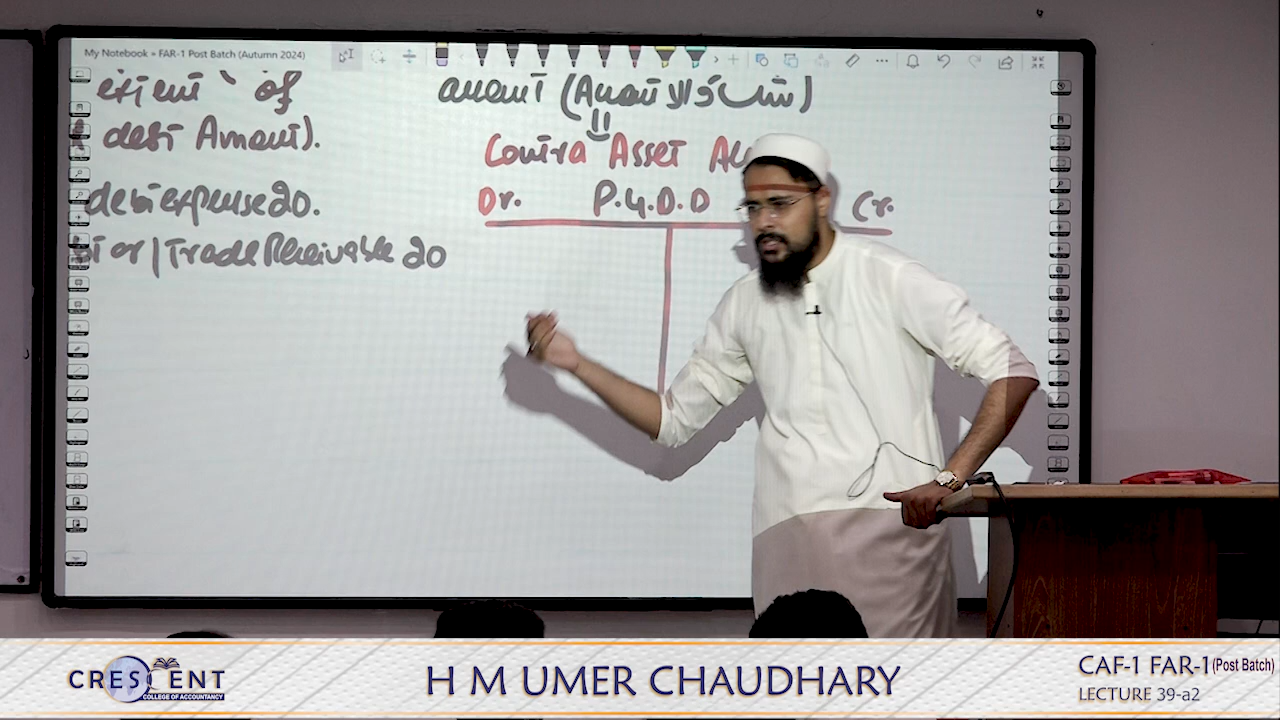 My Notebook » FAR-1 Post Batch (Autumn 2024)
extent of
debt Amount).
debt expense 20.
Trade Receivable 20
amount (Amount
Contra Asset
Dr. P.4.D.D Cr.
CRESCENT
COLLEGE OF ACCOUNTANCY
H M UMER CHAUDHARY
CAF-1 FAR-1 (Post Batch)
LECTURE 39-a2